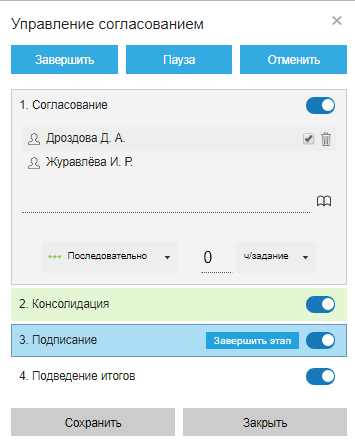 Управление согласованием
Завершить Пауза Отменить
1. Согласование
Дроздова Д. А.
Журавлёва И. Р.
Последовательно 0 ч/задание
2. Консолидация
3. Подписание Завершить этап
4. Подведение итогов
Сохранить Закрыть